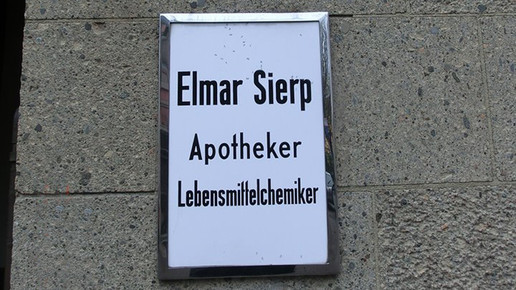 Elmar Sierp
Apotheker
Lebensmittelchemiker